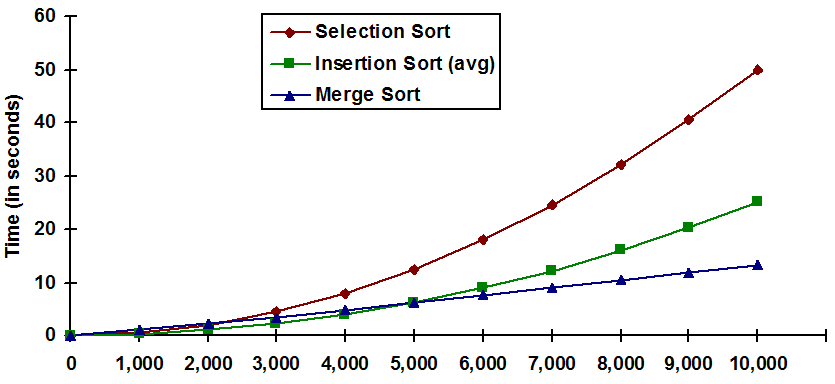 60
50
40
30
20
10
0
Time (in seconds)
Selection Sort
Insertion Sort (avg)
Merge Sort
0 1,000 2,000 3,000 4,000 5,000 6,000 7,000 8,000 9,000 10,000